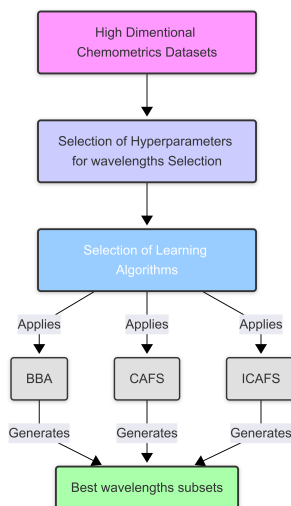 High Dimentional
Chemometrics Datasets
Selection of Hyperparameters
for wavelengths Selection
Selection of Learning
Algorithms
Applies Applies Applies
BBA CAFS ICAFS
Generates Generates Generates
Best wavelengths subsets